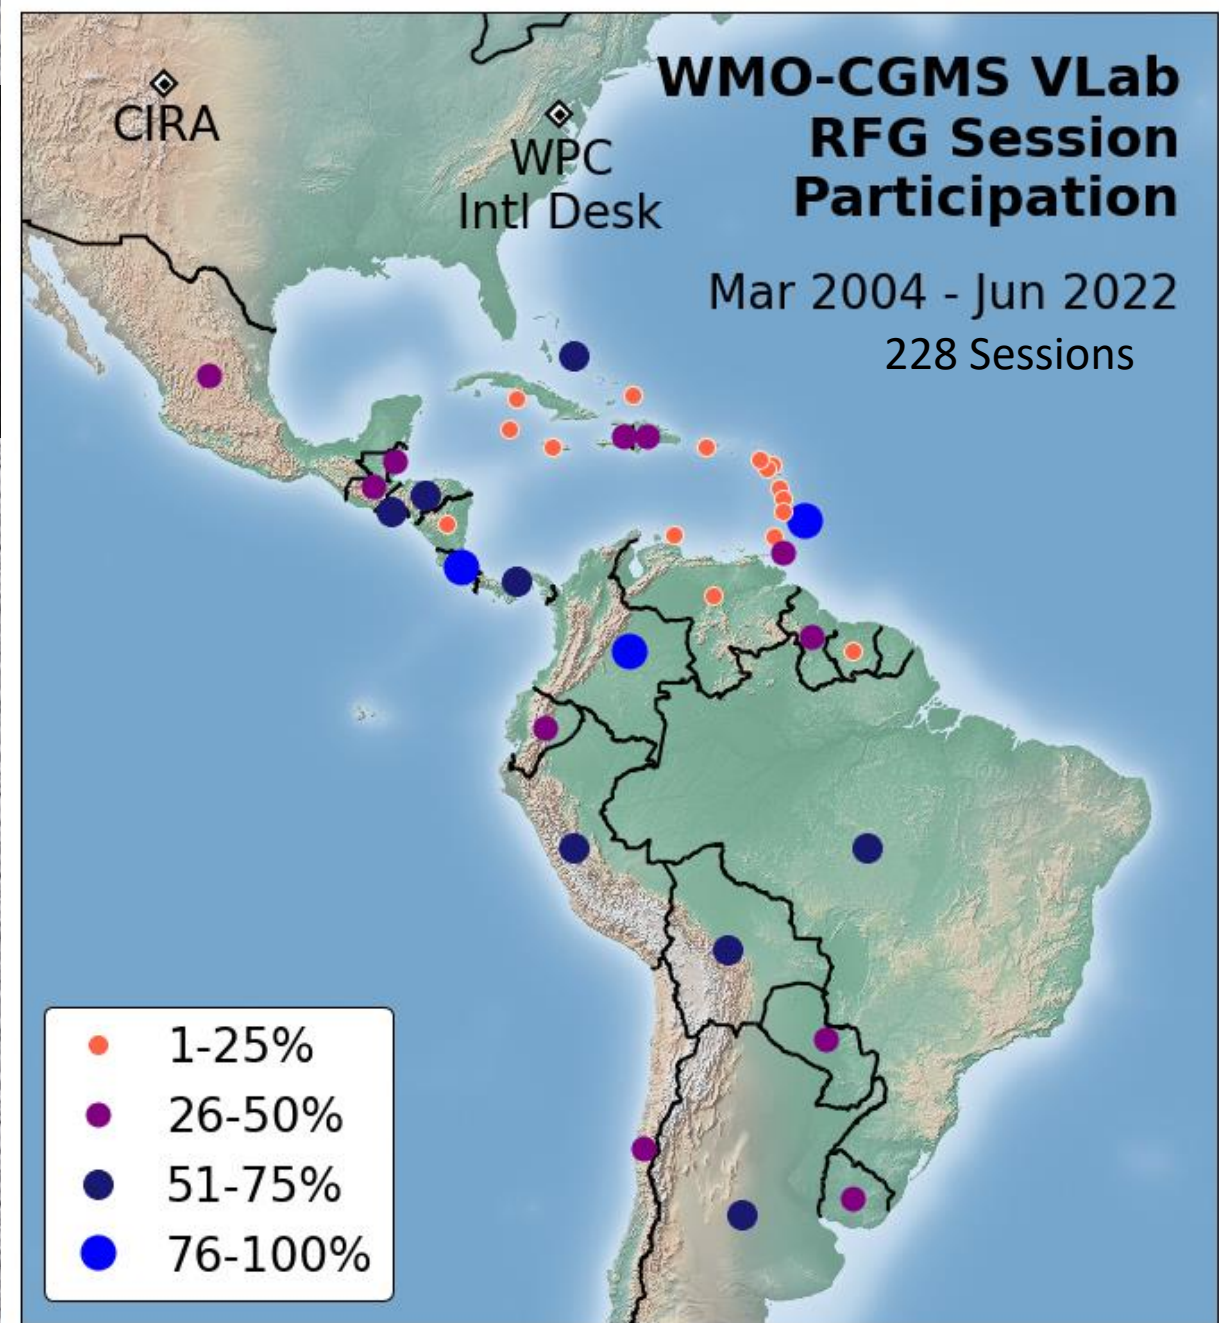 WMO-CGMS VLab
RFG Session
Participation
Mar 2004 - Jun 2022
228 Sessions
CIRA
WPC
Intl Desk
1-25%
26-50%
51-75%
76-100%